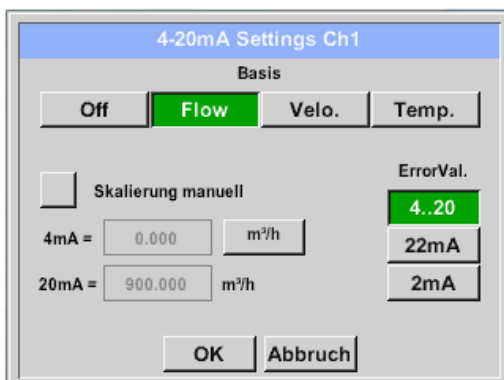 4-20mA Settings Ch1
Basis
Off Flow Velo. Temp.
ErrorVal.
Skalierung manuell
4..20
4mA = 0.000 m³/h
22mA
20mA = 900.000 m³/h
2mA
OK Abbruch